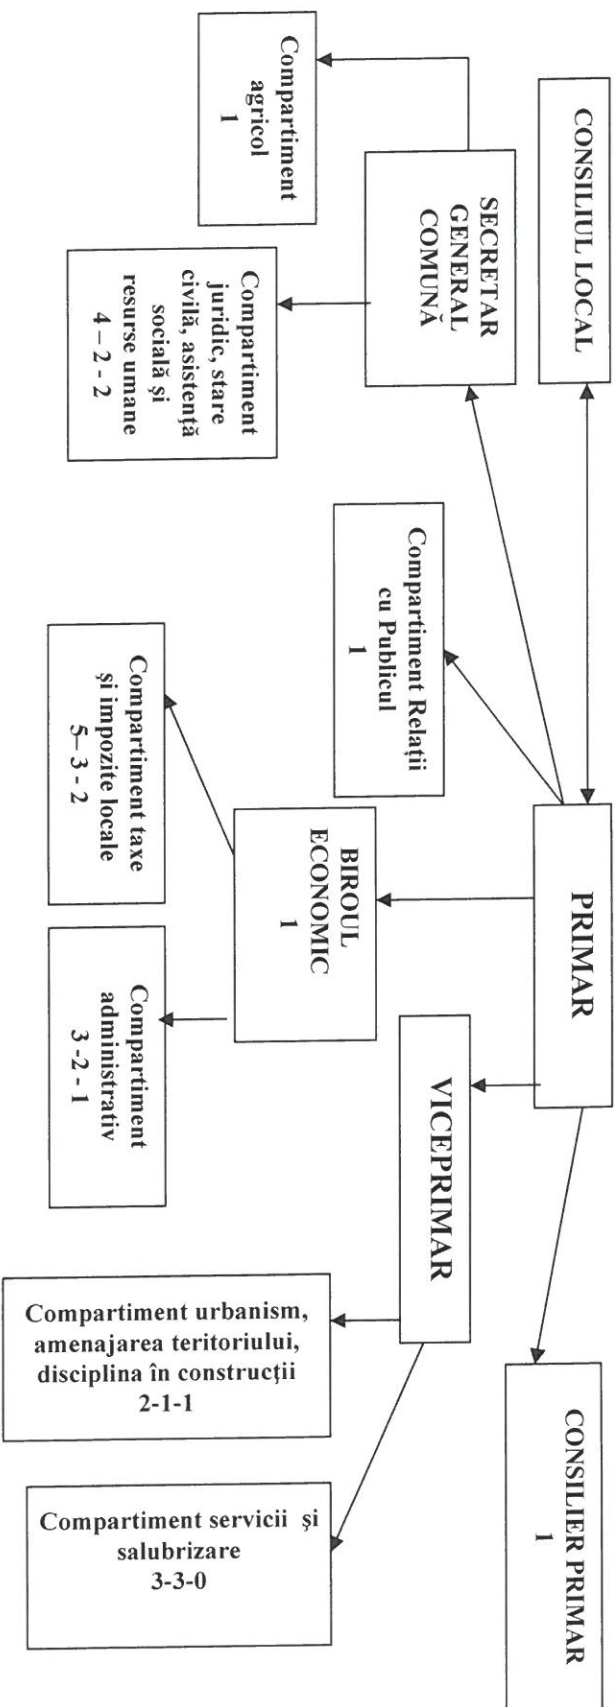 CONSILIUL LOCAL
PRIMAR
CONSILIER PRIMAR
1
SECRETAR
GENERAL
COMUNĂ
Compartiment Relații
cu Publicul
1
BIROUL
ECONOMIC
1
VICEPRIMAR
Compartiment
agricol
1
Compartiment
juridic, stare
civilă, asistență
socială și
resurse umane
4 – 2 - 2
Compartiment taxe
și impozite locale
5– 3 - 2
Compartiment
administrativ
3 -2 - 1
Compartiment urbanism,
amenajarea teritoriului,
disciplina în construcții
2-1-1
Compartiment servicii și
salubrizare
3-3-0